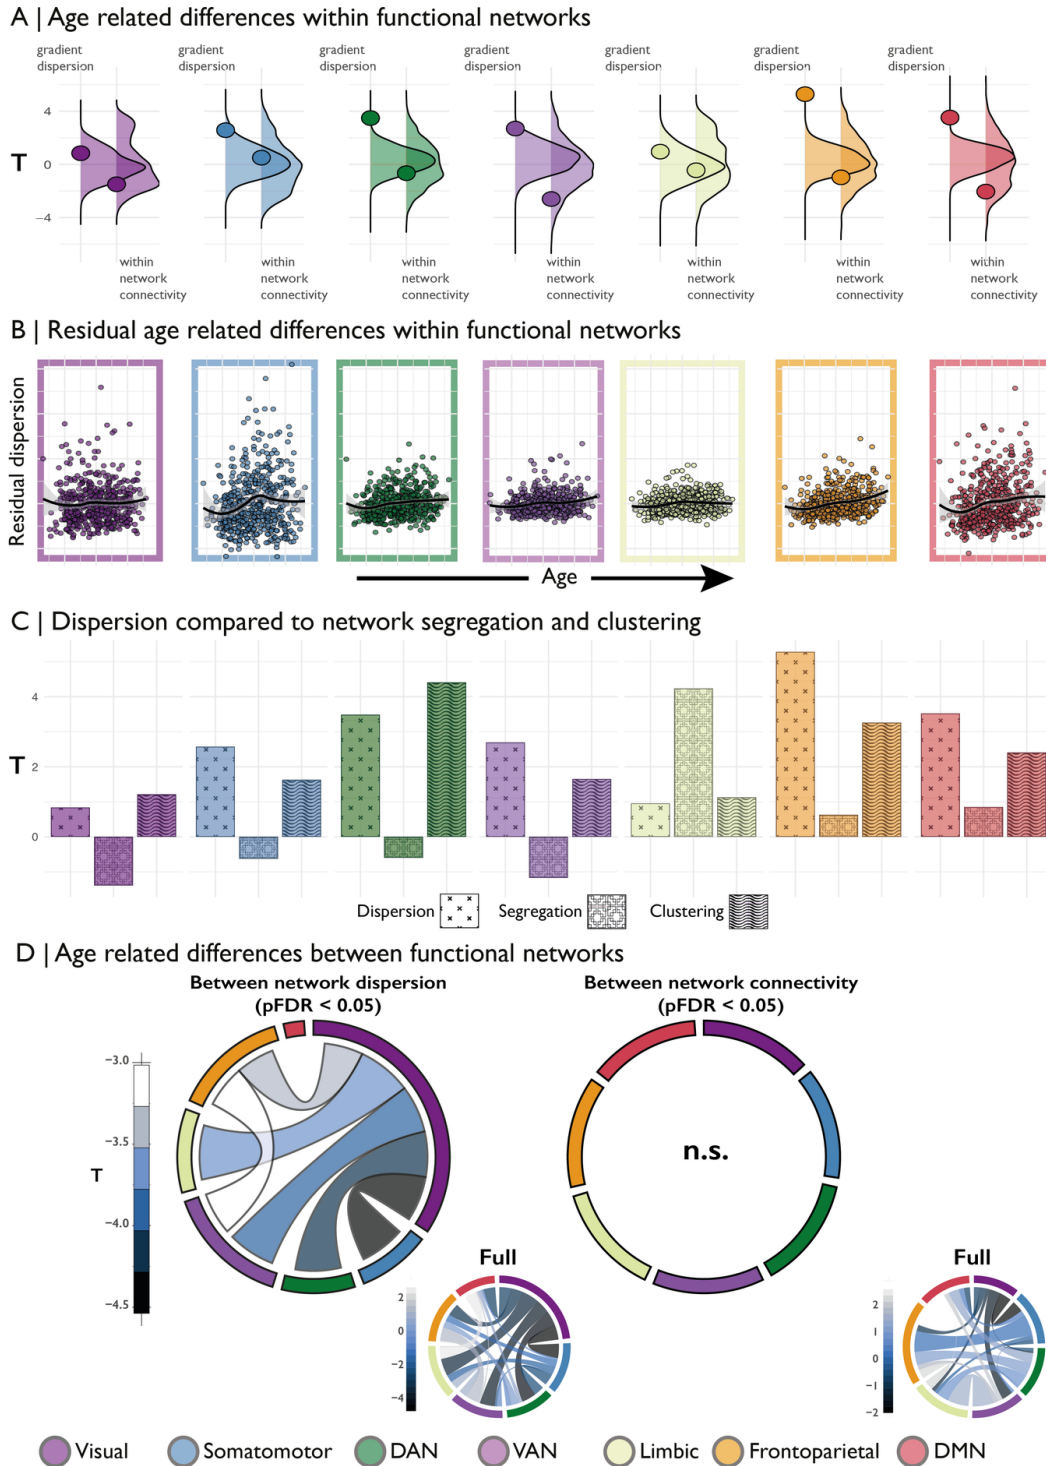 A | Age related differences within functional networks
gradient dispersion
gradient dispersion
gradient dispersion
gradient dispersion
gradient dispersion
gradient dispersion
gradient dispersion
4
T
0
−4
within network connectivity
within network connectivity
within network connectivity
within network connectivity
within network connectivity
within network connectivity
within network connectivity
B | Residual age related differences within functional networks
Residual dispersion
Age
C | Dispersion compared to network segregation and clustering
4
T
2
0
Dispersion
Segregation
Clustering
D | Age related differences between functional networks
Between network dispersion
(pFDR < 0.05)
Between network connectivity
(pFDR < 0.05)
−3.0
−3.5
T
−4.0
−4.5
n.s.
Full
2
0
−2
−4
Full
2
1
0
−1
−2
Visual
Somatomotor
DAN
VAN
Limbic
Frontoparietal
DMN